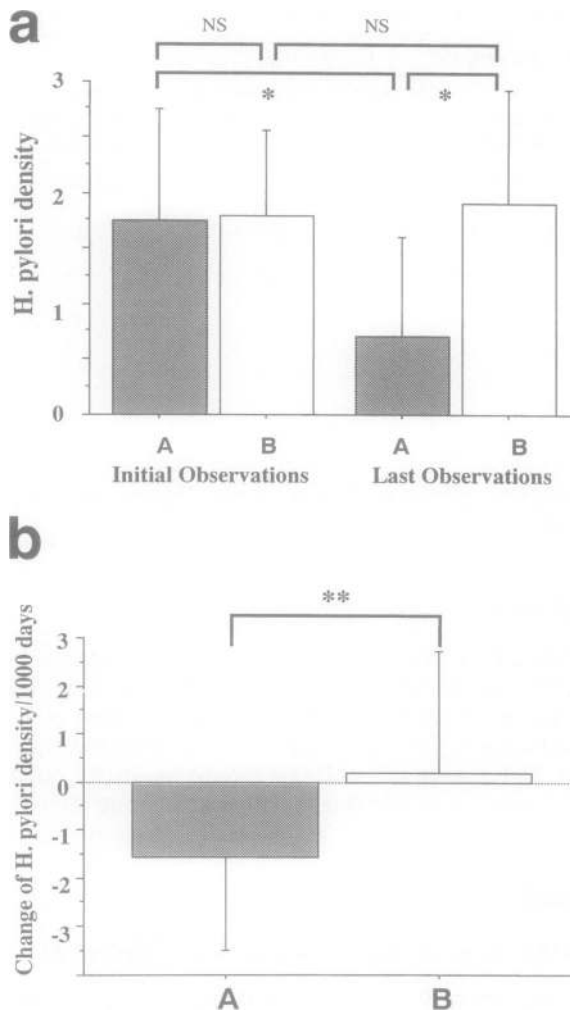 a
NS NS
* *
H. pylori density
3
2
1
0
A B A B
Initial Observations Last Observations
b
**
Change of H. pylori density/1000 days
3
2
1
0
-1
-2
-3
A B